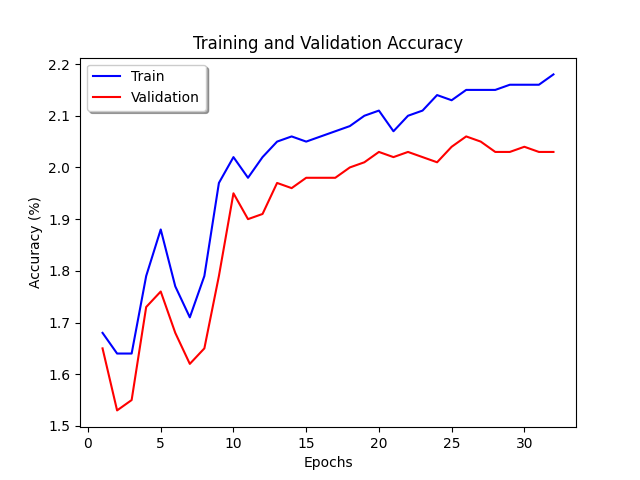 Training and Validation Accuracy
Train
Validation
Accuracy (%)
2.2
2.1
2.0
1.9
1.8
1.7
1.6
1.5
0 5 10 15 20 25 30
Epochs